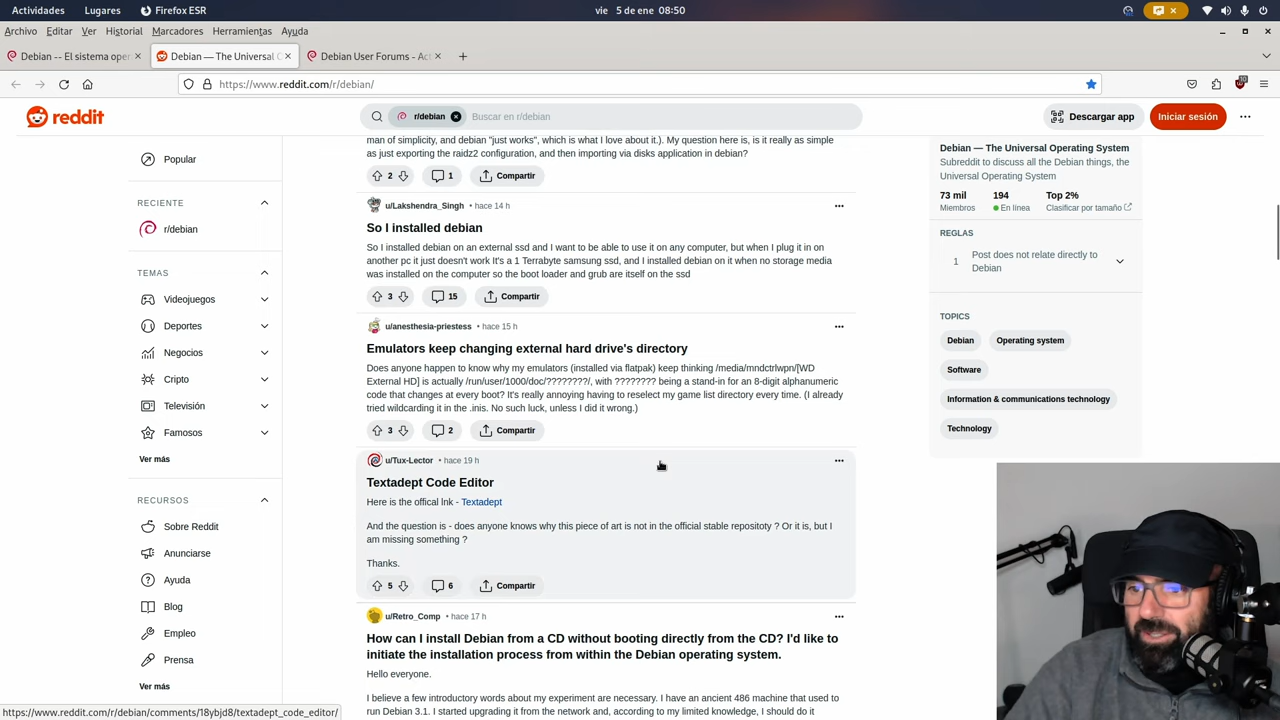 Actividades Lugares Firefox ESR vie 5 de ene 08:50
Archivo Editar Ver Historial Marcadores Herramientas Ayuda
Debian -- El sistema ope Debian — The Universal O Debian User Forums - Act
https://www.reddit.com/r/debian/
reddit r/debian Buscar en r/debian Descargar app Iniciar sesión
Popular
RECIENTE
r/debian
TEMAS
Videojuegos
Deportes
Negocios
Cripto
Televisión
Famosos
Ver más
RECURSOS
Sobre Reddit
Anunciarse
Ayuda
Blog
Empleo
Prensa
Ver más
https://www.reddit.com/r/debian/comments/18ybjd8/textadept_code_editor/
man of simplicity, and debian "just works", which is what I love about it.). My question here is, is it really as simple
as just exporting the raidz2 configuration, and then importing via disks application in debian?
2 1 Compartir
u/Lakshendra_Singh • hace 14 h
So I installed debian
So I installed debian on an external ssd and I want to be able to use it on any computer, but when I plug it in on
another pc it just doesn't work It's a 1 Terrabyte samsung ssd, and I installed debian on it when no storage media
was installed on the computer so the boot loader and grub are itself on the ssd
3 15 Compartir
u/anesthesia-priestess • hace 15 h
Emulators keep changing external hard drive's directory
Does anyone happen to know why my emulators (installed via flatpak) keep thinking /media/mndctrlwpn/[WD
External HD] is actually /run/user/1000/doc/????????/, with ???????? being a stand-in for an 8-digit alphanumeric
code that changes at every boot? It's really annoying having to reselect my game list directory every time. (I already
tried wildcarding it in the .inis. No such luck, unless I did it wrong.)
3 2 Compartir
u/Tux-Lector • hace 19 h
Textadept Code Editor
Here is the offical lnk - Textadept
And the question is - does anyone knows why this piece of art is not in the official stable repositoty ? Or it is, but I
am missing something ?
Thanks.
5 6 Compartir
u/Retro_Comp • hace 17 h
How can I install Debian from a CD without booting directly from the CD? I'd like to
initiate the installation process from within the Debian operating system.
Hello everyone.
I believe a few introductory words about my experiment are necessary. I have an ancient 486 machine that used to
run Debian 3.1. I started upgrading it from the network and, according to my limited knowledge, I should do it
Debian — The Universal Operating System
Subreddit to discuss all the Debian things, the
Universal Operating System
73 mil 194 Top 2%
Miembros En línea Clasificar por tamaño
REGLAS
1 Post does not relate directly to
Debian
TOPICS
Debian Operating system
Software
Information & communications technology
Technology